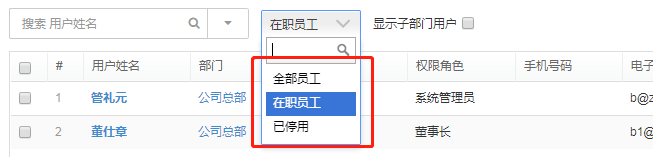 搜索 用户姓名 在职员工 显示子部门用户
# 用户姓名 部门 全部员工 权限角色 手机号码 电子
1 管礼元 公司总部 在职员工 系统管理员 b@z
2 董仕章 公司总部 已停用 董事长 b1@